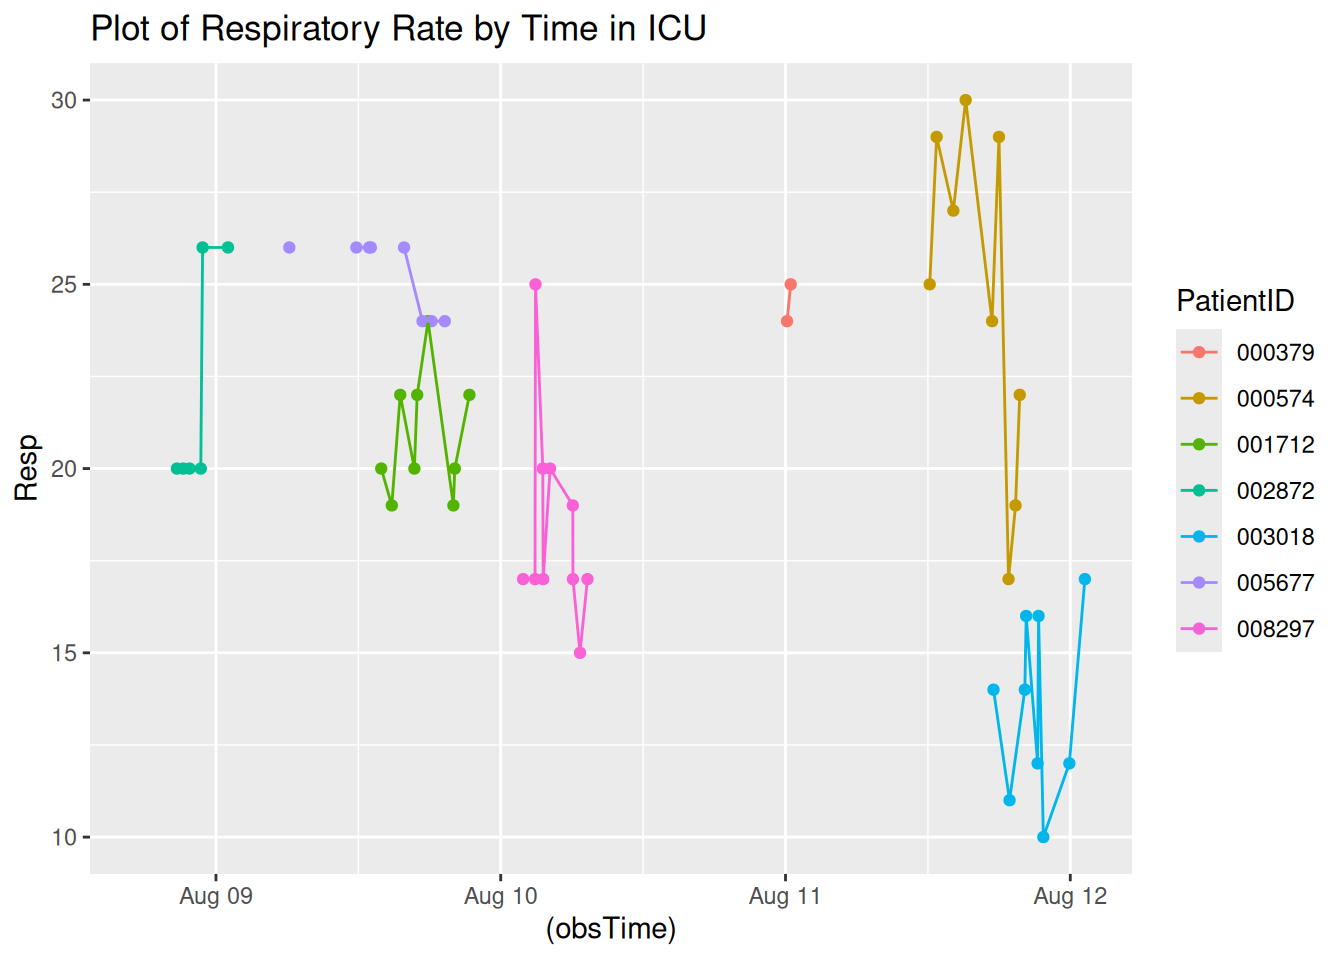 Plot of Respiratory Rate by Time in ICU
30
25
20
15
10
Resp
Aug 09
Aug 10
Aug 11
Aug 12
(obsTime)
PatientID
000379
000574
001712
002872
003018
005677
008297